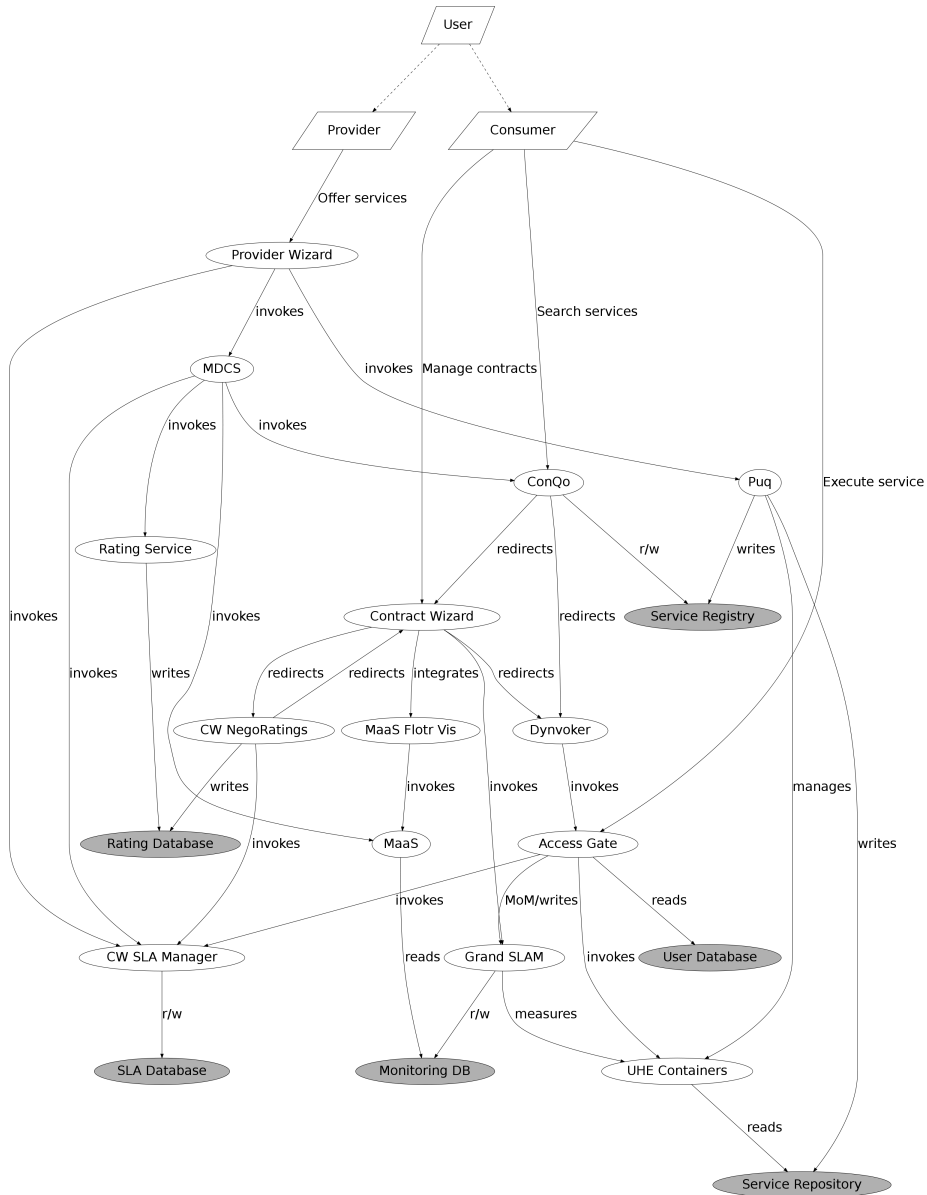 User
Provider
Consumer
Offer services
Provider Wizard
invokes
Search services
MDCS
invokes
Manage contracts
invokes
invokes
ConQo
Puq
Execute service
Rating Service
redirects
r/w
writes
invokes
invokes
Contract Wizard
redirects
Service Registry
invokes
writes
redirects
redirects
integrates
redirects
CW NegoRatings
MaaS Flotr Vis
Dynvoker
writes
invokes
invokes
invokes
manages
Rating Database
invokes
MaaS
Access Gate
writes
invokes
MoM/writes
reads
CW SLA Manager
reads
Grand SLAM
invokes
User Database
r/w
r/w
measures
SLA Database
Monitoring DB
UHE Containers
reads
Service Repository